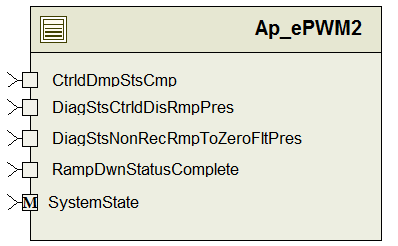 Ap_ePWM2
CtrldDmpStsCmp
DiagStsCtrldDisRmpPres
DiagStsNonRecRmpToZeroFltPres
RampDwnStatusComplete
M SystemState